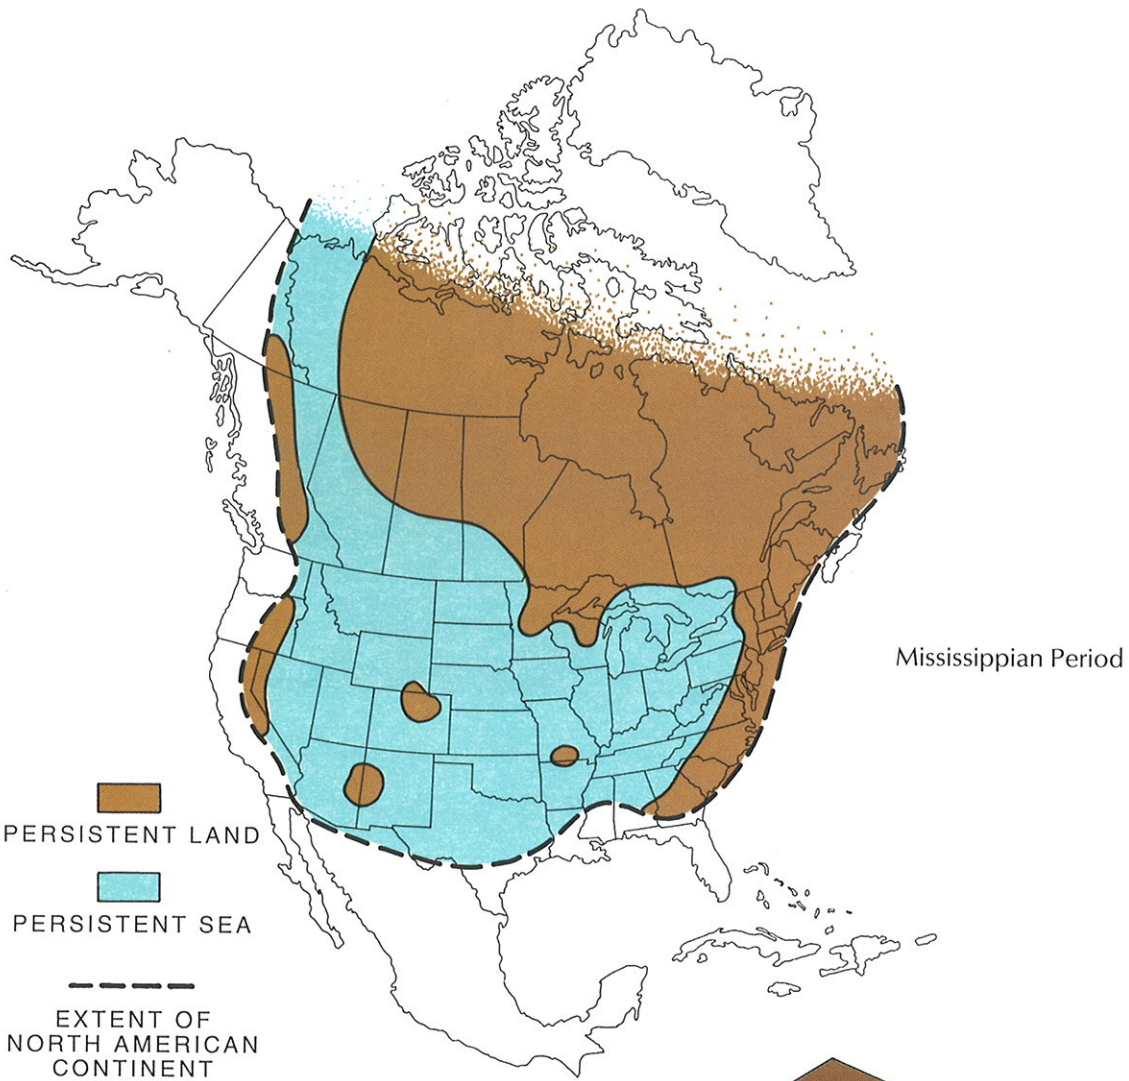 Mississippian Period
PERSISTENT LAND
PERSISTENT SEA
EXTENT OF
NORTH AMERICAN
CONTINENT